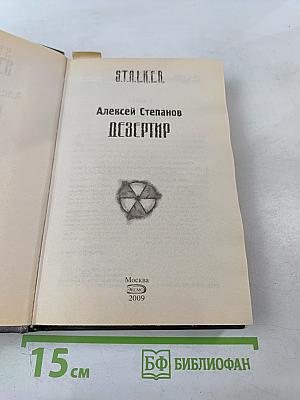 S.T.A.L.K.E.R.
Алексей Степанов
ДЕЗЕРТИР
Москва
ЭКСМО
2009
15 см
БФ БИБЛИОФАН